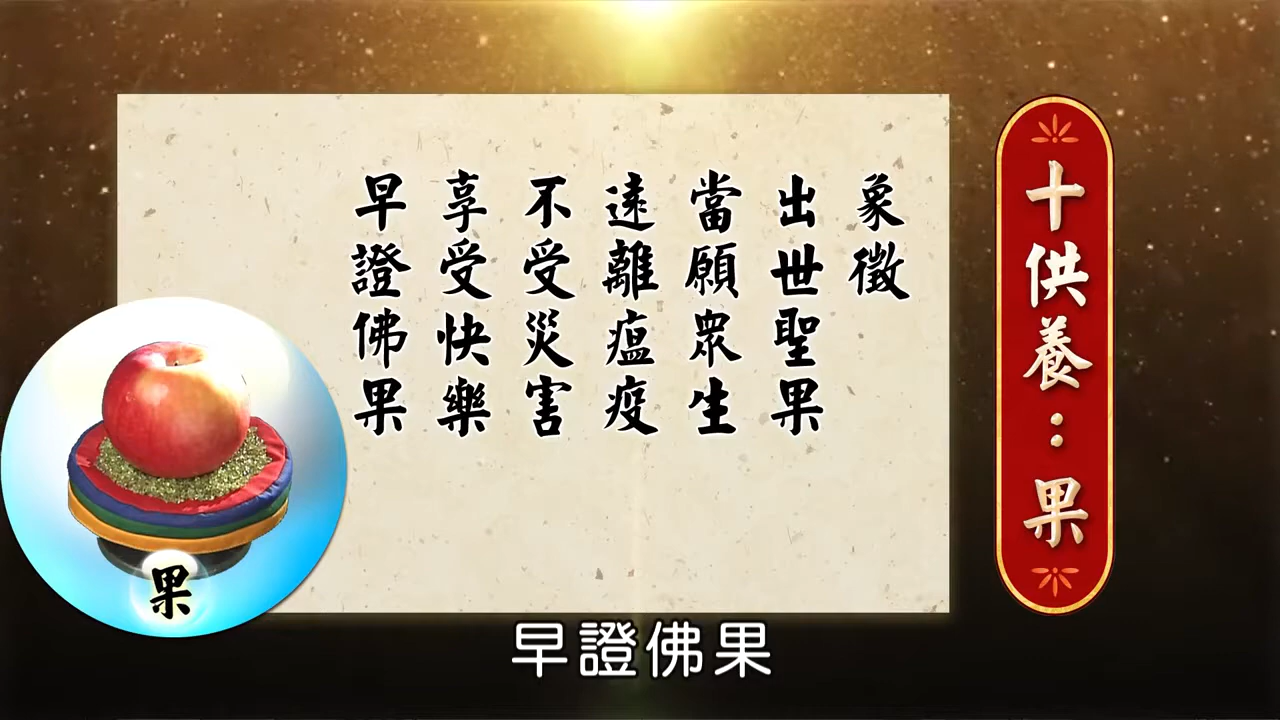 十供養：果
象徵
出世聖果
當願眾生
遠離瘟疫
不受災害
享受快樂
早證佛果
果
早證佛果